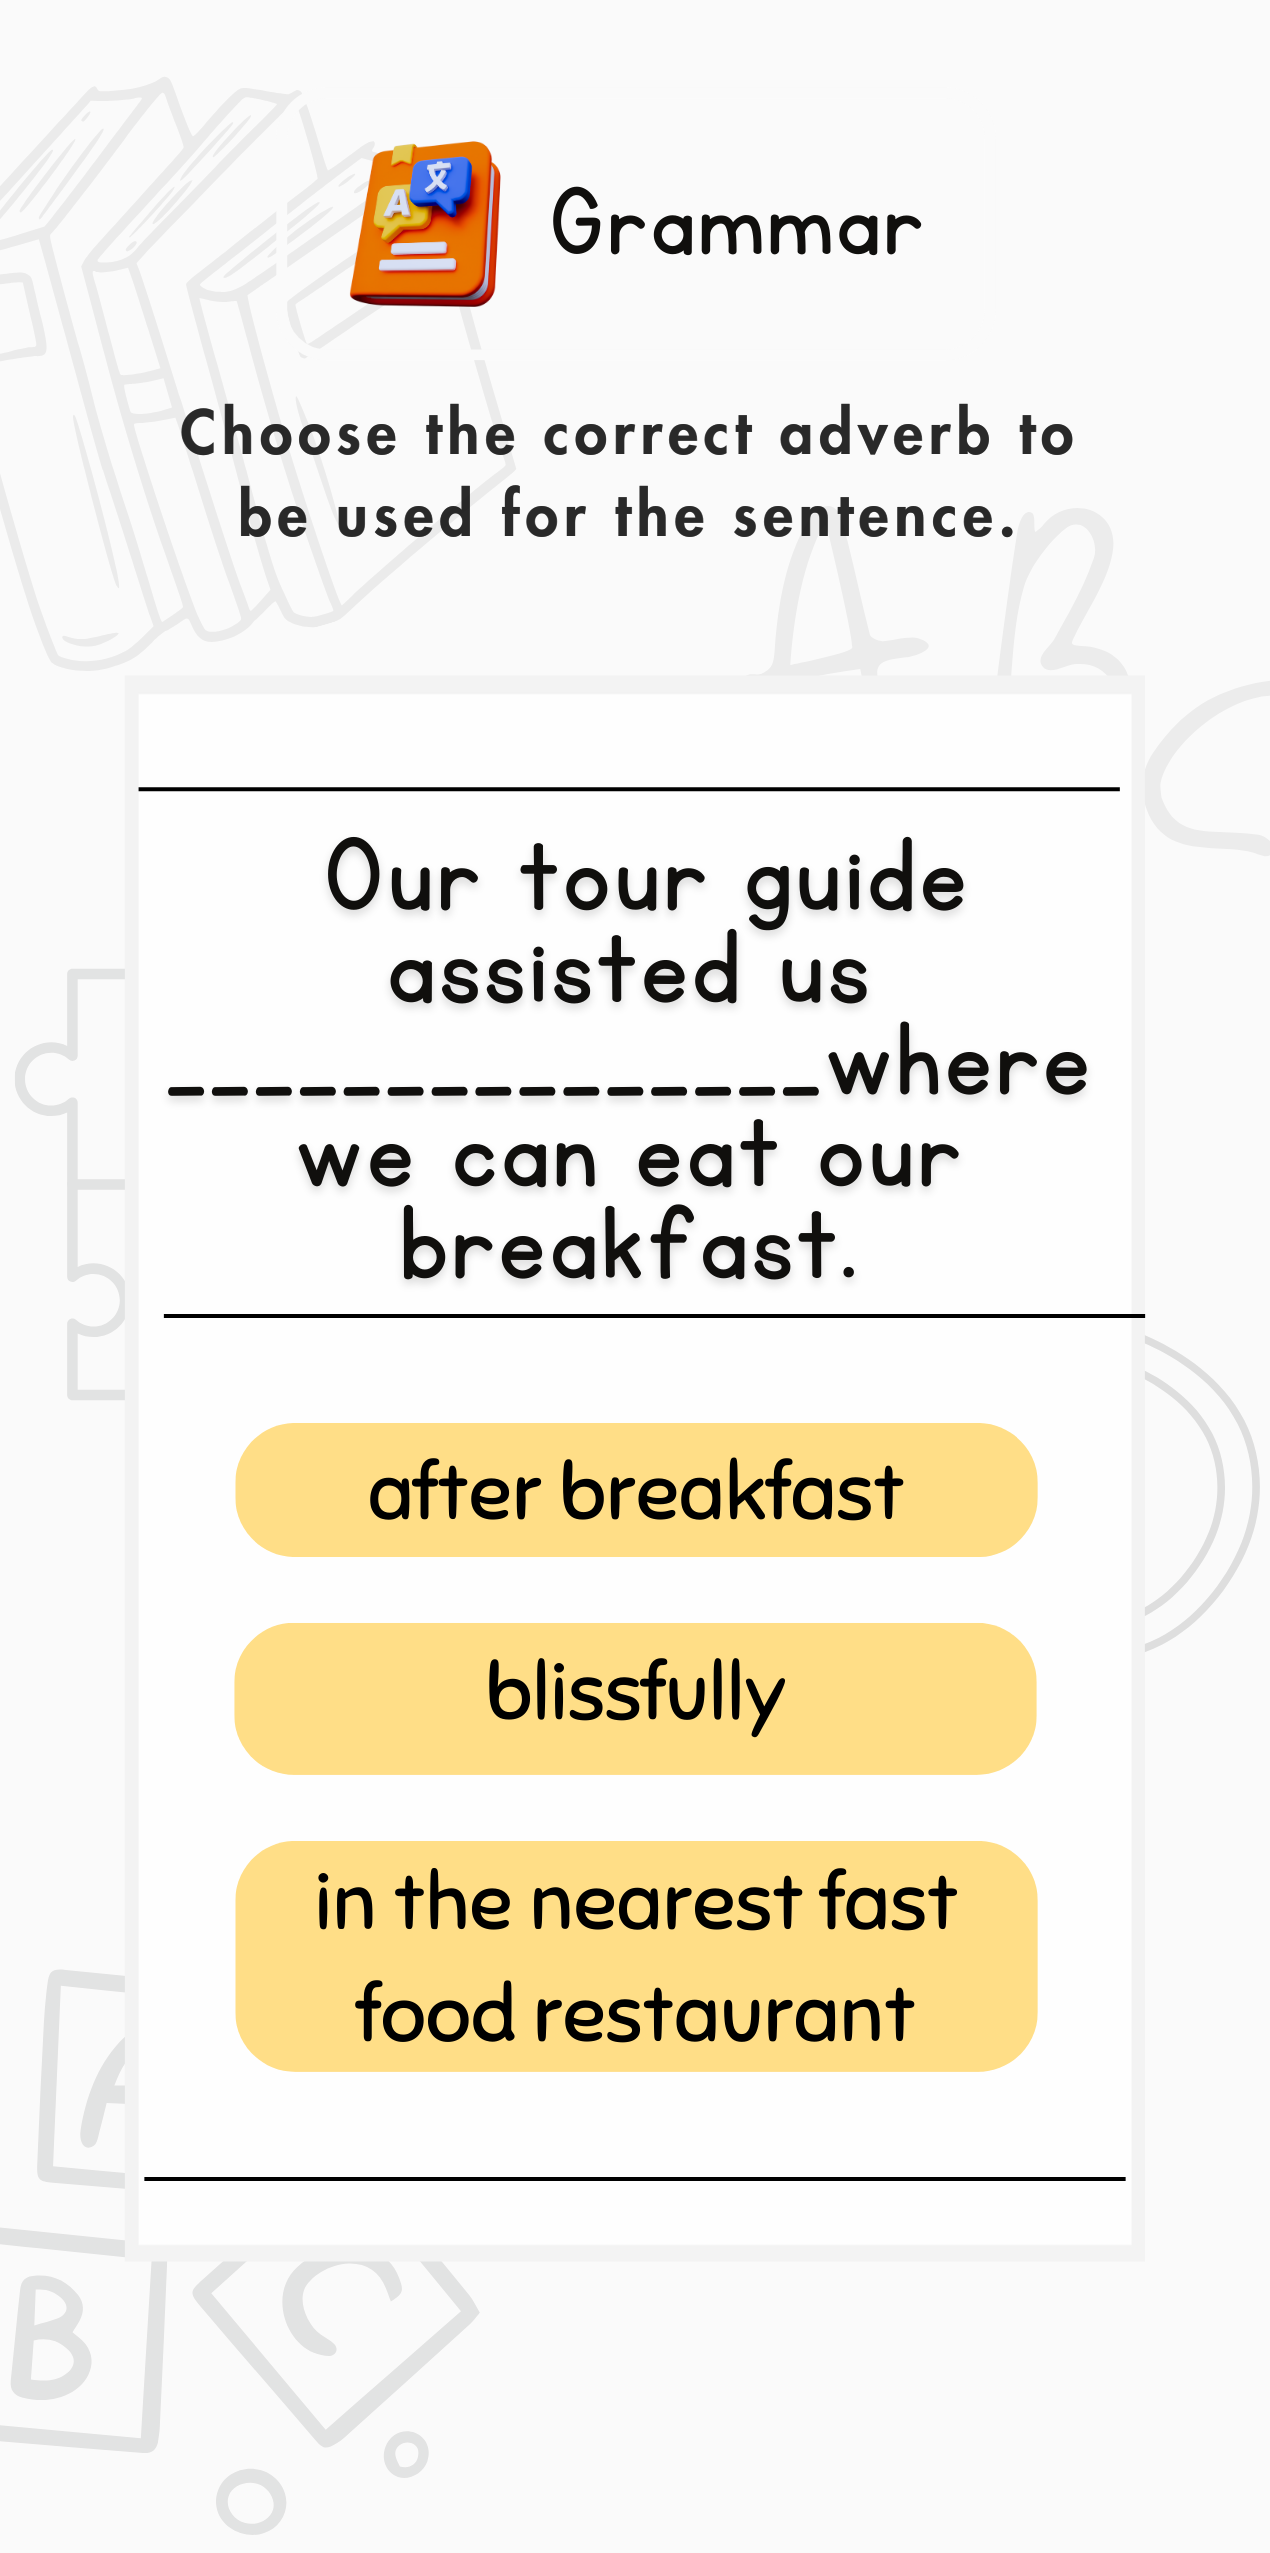 A 文
Grammar
Choose the correct adverb to
be used for the sentence.
A B
Our tour guide
assisted us
_______________where
we can eat our
breakfast.
after breakfast
blissfully
in the nearest fast
food restaurant
A
B C